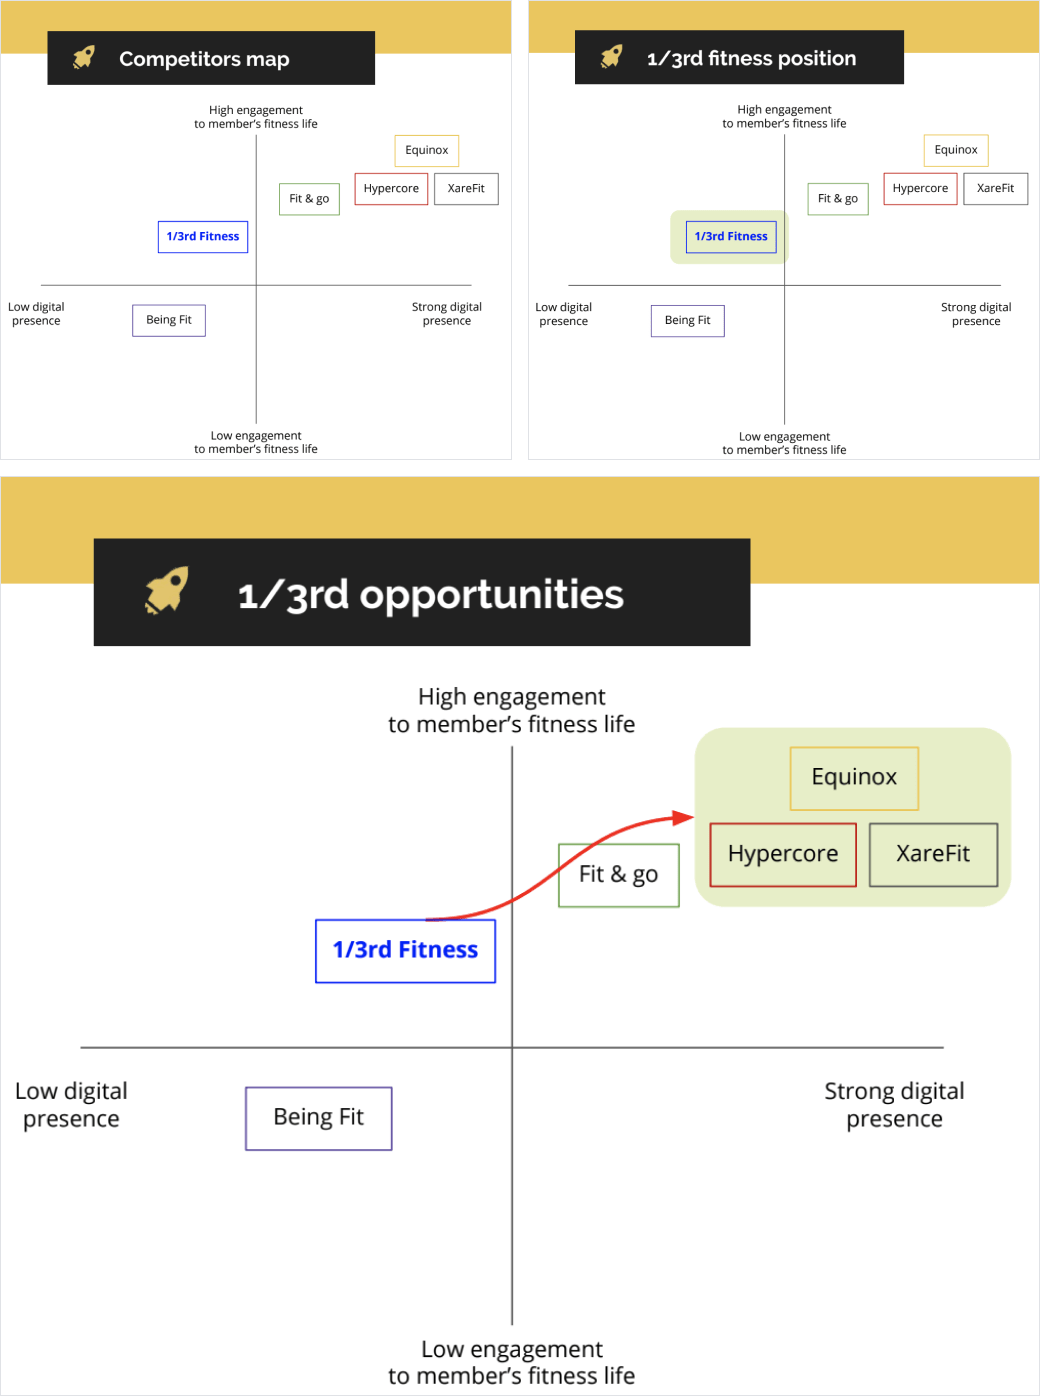 Competitors map
High engagement
to member's fitness life
Equinox
Hypercore
XareFit
Fit & go
1/3rd Fitness
Low digital
presence
Strong digital
presence
Being Fit
Low engagement
to member's fitness life
1/3rd fitness position
High engagement
to member's fitness life
Equinox
Hypercore
XareFit
Fit & go
1/3rd Fitness
Low digital
presence
Strong digital
presence
Being Fit
Low engagement
to member's fitness life
1/3rd opportunities
High engagement
to member's fitness life
Equinox
Hypercore
XareFit
Fit & go
1/3rd Fitness
Low digital
presence
Strong digital
presence
Being Fit
Low engagement
to member's fitness life